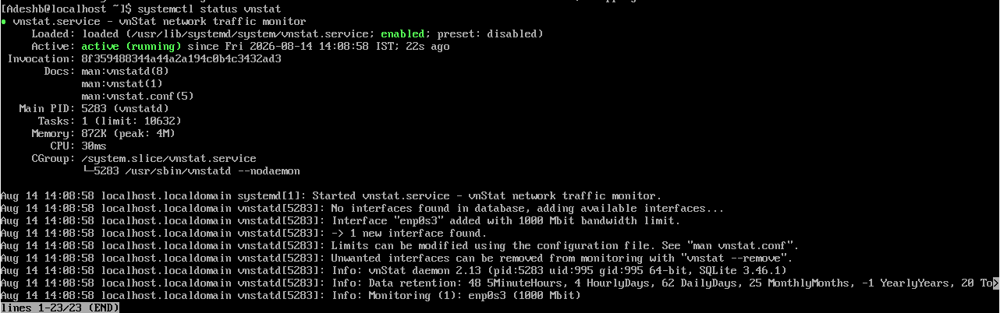 [Adeshb@localhost ~]$ systemctl status vnstat
● vnstat.service - vnStat network traffic monitor
     Loaded: loaded (/usr/lib/systemd/system/vnstat.service; enabled; preset: disabled)
     Active: active (running) since Fri 2026-08-14 14:08:58 IST; 22s ago
 Invocation: 8f359488344a44a2a194c0b4c3432ad3
       Docs: man:vnstatd(8)
             man:vnstat(1)
             man:vnstat.conf(5)
   Main PID: 5283 (vnstatd)
      Tasks: 1 (limit: 10632)
     Memory: 872K (peak: 4M)
        CPU: 30ms
     CGroup: /system.slice/vnstat.service
             └─5283 /usr/sbin/vnstatd --nodaemon
Aug 14 14:08:58 localhost.localdomain systemd[1]: Started vnstat.service - vnStat network traffic monitor.
Aug 14 14:08:58 localhost.localdomain vnstatd[5283]: No interfaces found in database, adding available interfaces...
Aug 14 14:08:58 localhost.localdomain vnstatd[5283]: Interface "enp0s3" added with 1000 Mbit bandwidth limit.
Aug 14 14:08:58 localhost.localdomain vnstatd[5283]: -> 1 new interface found.
Aug 14 14:08:58 localhost.localdomain vnstatd[5283]: Limits can be modified using the configuration file. See "man vnstat.conf".
Aug 14 14:08:58 localhost.localdomain vnstatd[5283]: Unwanted interfaces can be removed from monitoring with "vnstat --remove".
Aug 14 14:08:58 localhost.localdomain vnstatd[5283]: Info: vnStat daemon 2.13 (pid:5283 uid:995 gid:995 64-bit, SQLite 3.46.1)
Aug 14 14:08:58 localhost.localdomain vnstatd[5283]: Info: Data retention: 48 5MinuteHours, 4 HourlyDays, 62 DailyDays, 25 MonthlyMonths, -1 YearlyYears, 20 To>
Aug 14 14:08:58 localhost.localdomain vnstatd[5283]: Info: Monitoring (1): enp0s3 (1000 Mbit)
lines 1-23/23 (END)